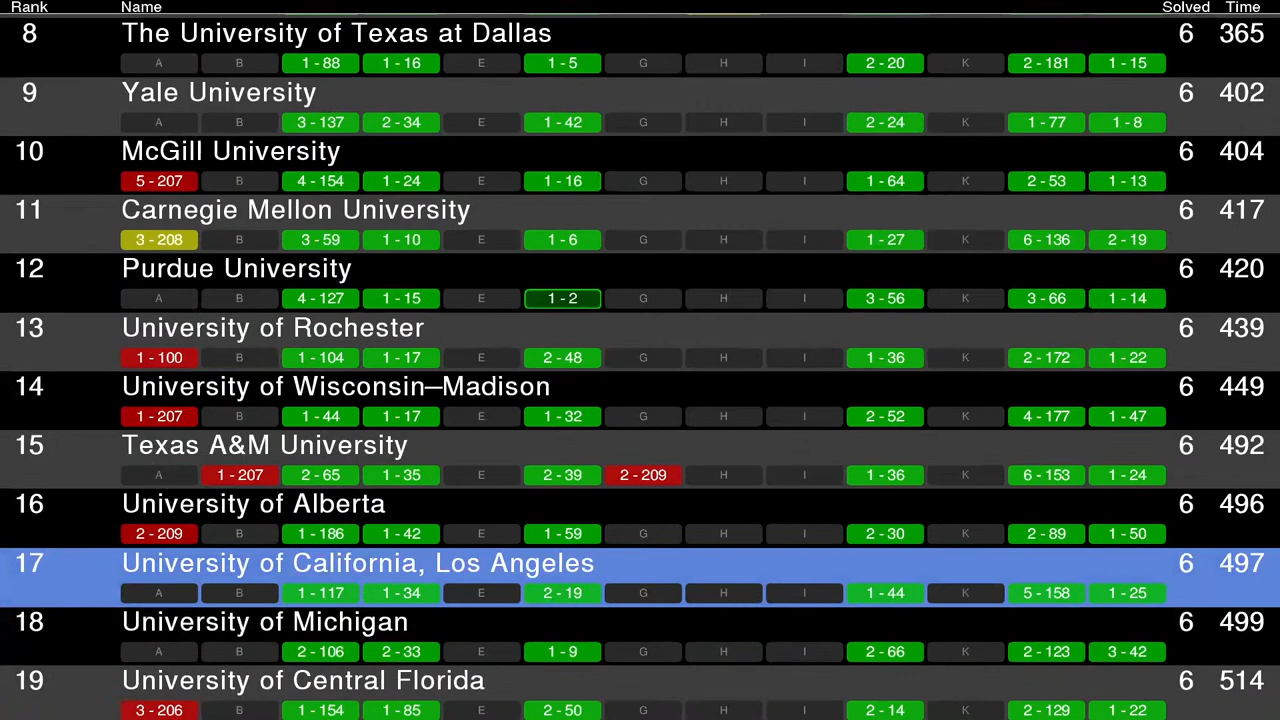 Rank Name Solved Time
8 The University of Texas at Dallas 6 365
A B 1 - 88 1 - 16 E 1 - 5 G H I 2 - 20 K 2 - 181 1 - 15
9 Yale University 6 402
A B 3 - 137 2 - 34 E 1 - 42 G H I 2 - 24 K 1 - 77 1 - 8
10 McGill University 6 404
5 - 207 B 4 - 154 1 - 24 E 1 - 16 G H I 1 - 64 K 2 - 53 1 - 13
11 Carnegie Mellon University 6 417
3 - 208 B 3 - 59 1 - 10 E 1 - 6 G H I 1 - 27 K 6 - 136 2 - 19
12 Purdue University 6 420
A B 4 - 127 1 - 15 E 1 - 2 G H I 3 - 56 K 3 - 66 1 - 14
13 University of Rochester 6 439
1 - 100 B 1 - 104 1 - 17 E 2 - 48 G H I 1 - 36 K 2 - 172 1 - 22
14 University of Wisconsin–Madison 6 449
1 - 207 B 1 - 44 1 - 17 E 1 - 32 G H I 2 - 52 K 4 - 177 1 - 47
15 Texas A&M University 6 492
A 1 - 207 2 - 65 1 - 35 E 2 - 39 2 - 209 H I 1 - 36 K 6 - 153 1 - 24
16 University of Alberta 6 496
2 - 209 B 1 - 186 1 - 42 E 1 - 59 G H I 2 - 30 K 2 - 89 1 - 50
17 University of California, Los Angeles 6 497
A B 1 - 117 1 - 34 E 2 - 19 G H I 1 - 44 K 5 - 158 1 - 25
18 University of Michigan 6 499
A B 2 - 106 2 - 33 E 1 - 9 G H I 2 - 66 K 2 - 123 3 - 42
19 University of Central Florida 6 514
3 - 206 B 1 - 154 1 - 85 E 2 - 50 G H I 2 - 14 K 2 - 129 1 - 22